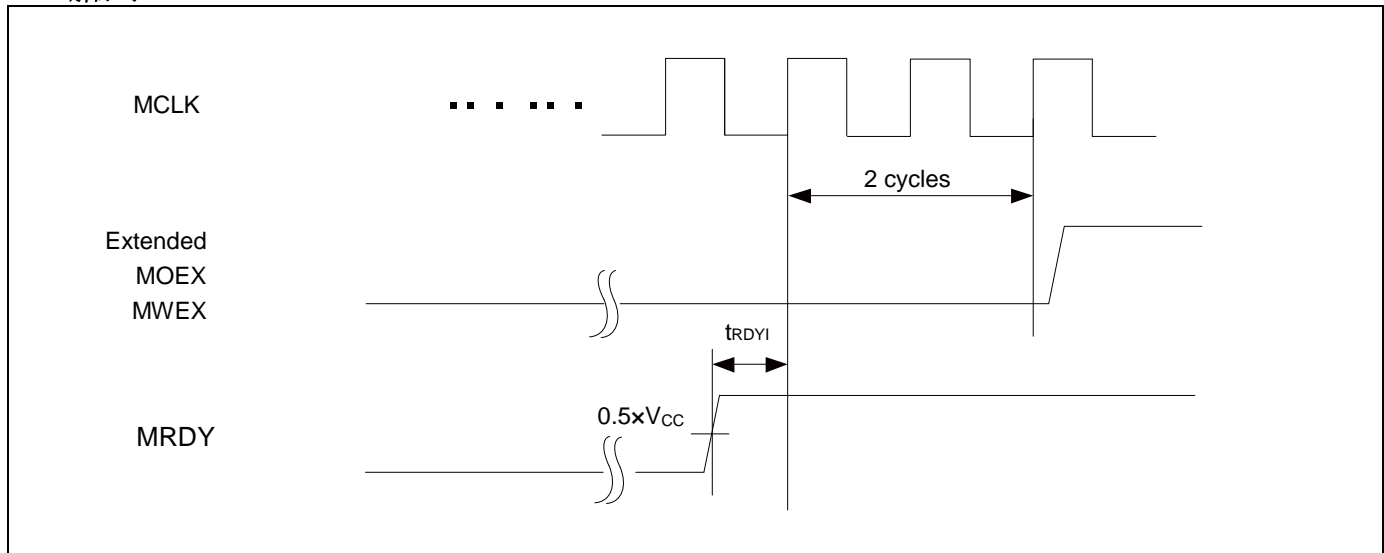 MCLK
2 cycles
Extended
MOEX
MWEX
tRDYI
0.5×VCC
MRDY